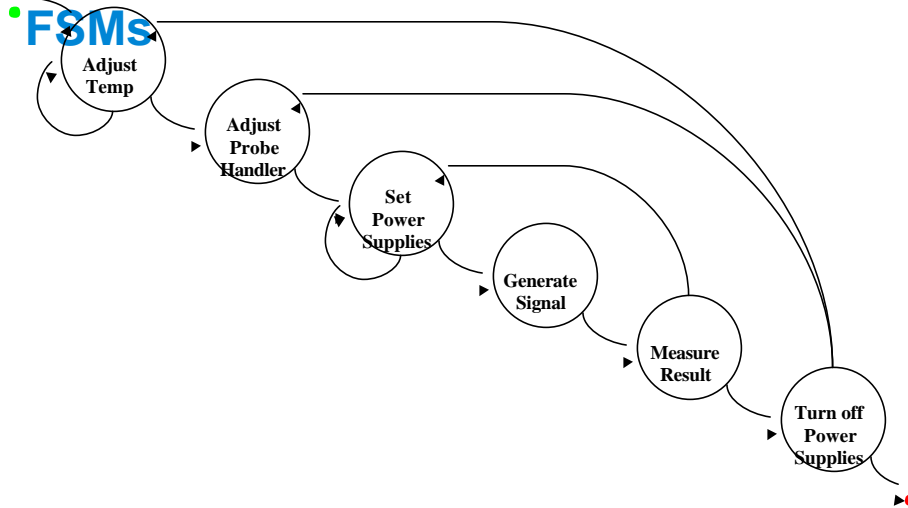 FSMs
Adjust
Temp
Adjust
Probe
Handler
Set
Power
Supplies
Generate
Signal
Measure
Result
Turn off
Power
Supplies